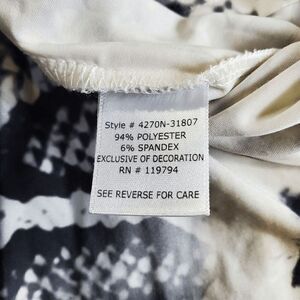 Style # 4270N-31807
94% POLYESTER
6% SPANDEX
EXCLUSIVE OF DECORATION
RN # 119794
SEE REVERSE FOR CARE